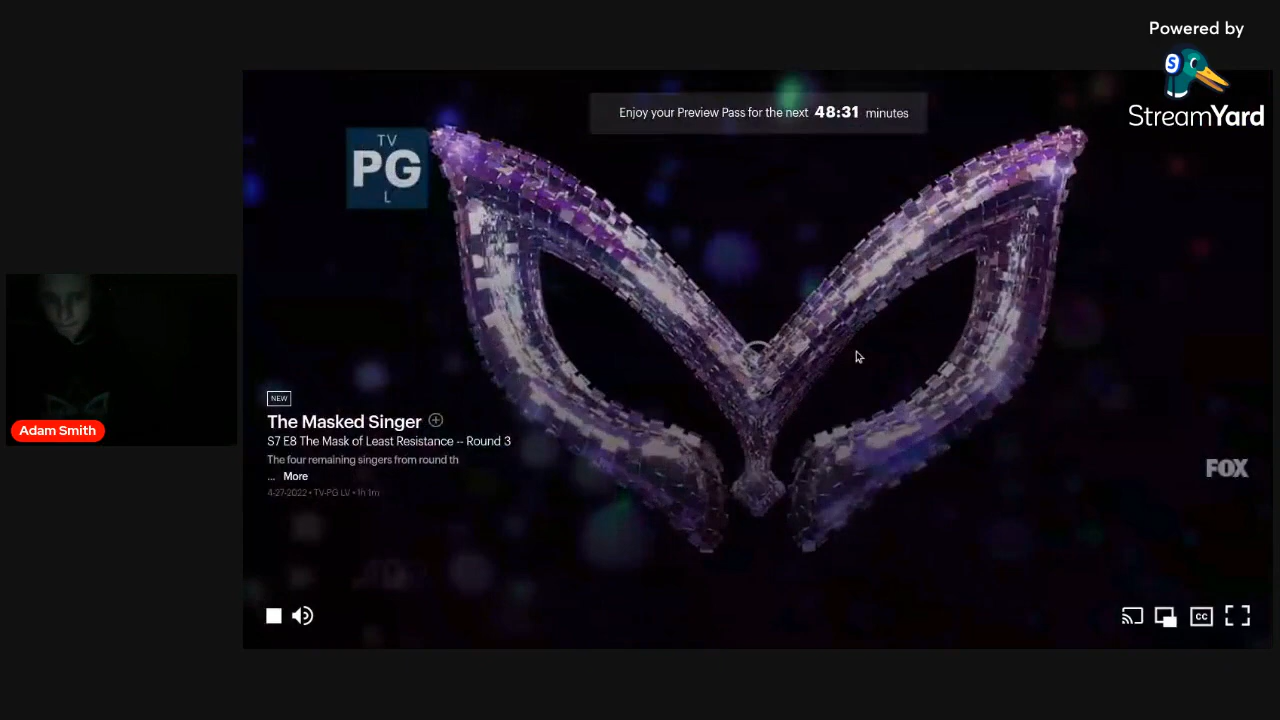 Powered by
StreamYard
Enjoy your Preview Pass for the next 48:31 minutes
TV
PG
L
NEW
The Masked Singer
S7 E8 The Mask of Least Resistance -- Round 3
The four remaining singers from round th
... More
4-27-2022 • TV-PG LV • 1h 1m
FOX
Adam Smith
CC
S